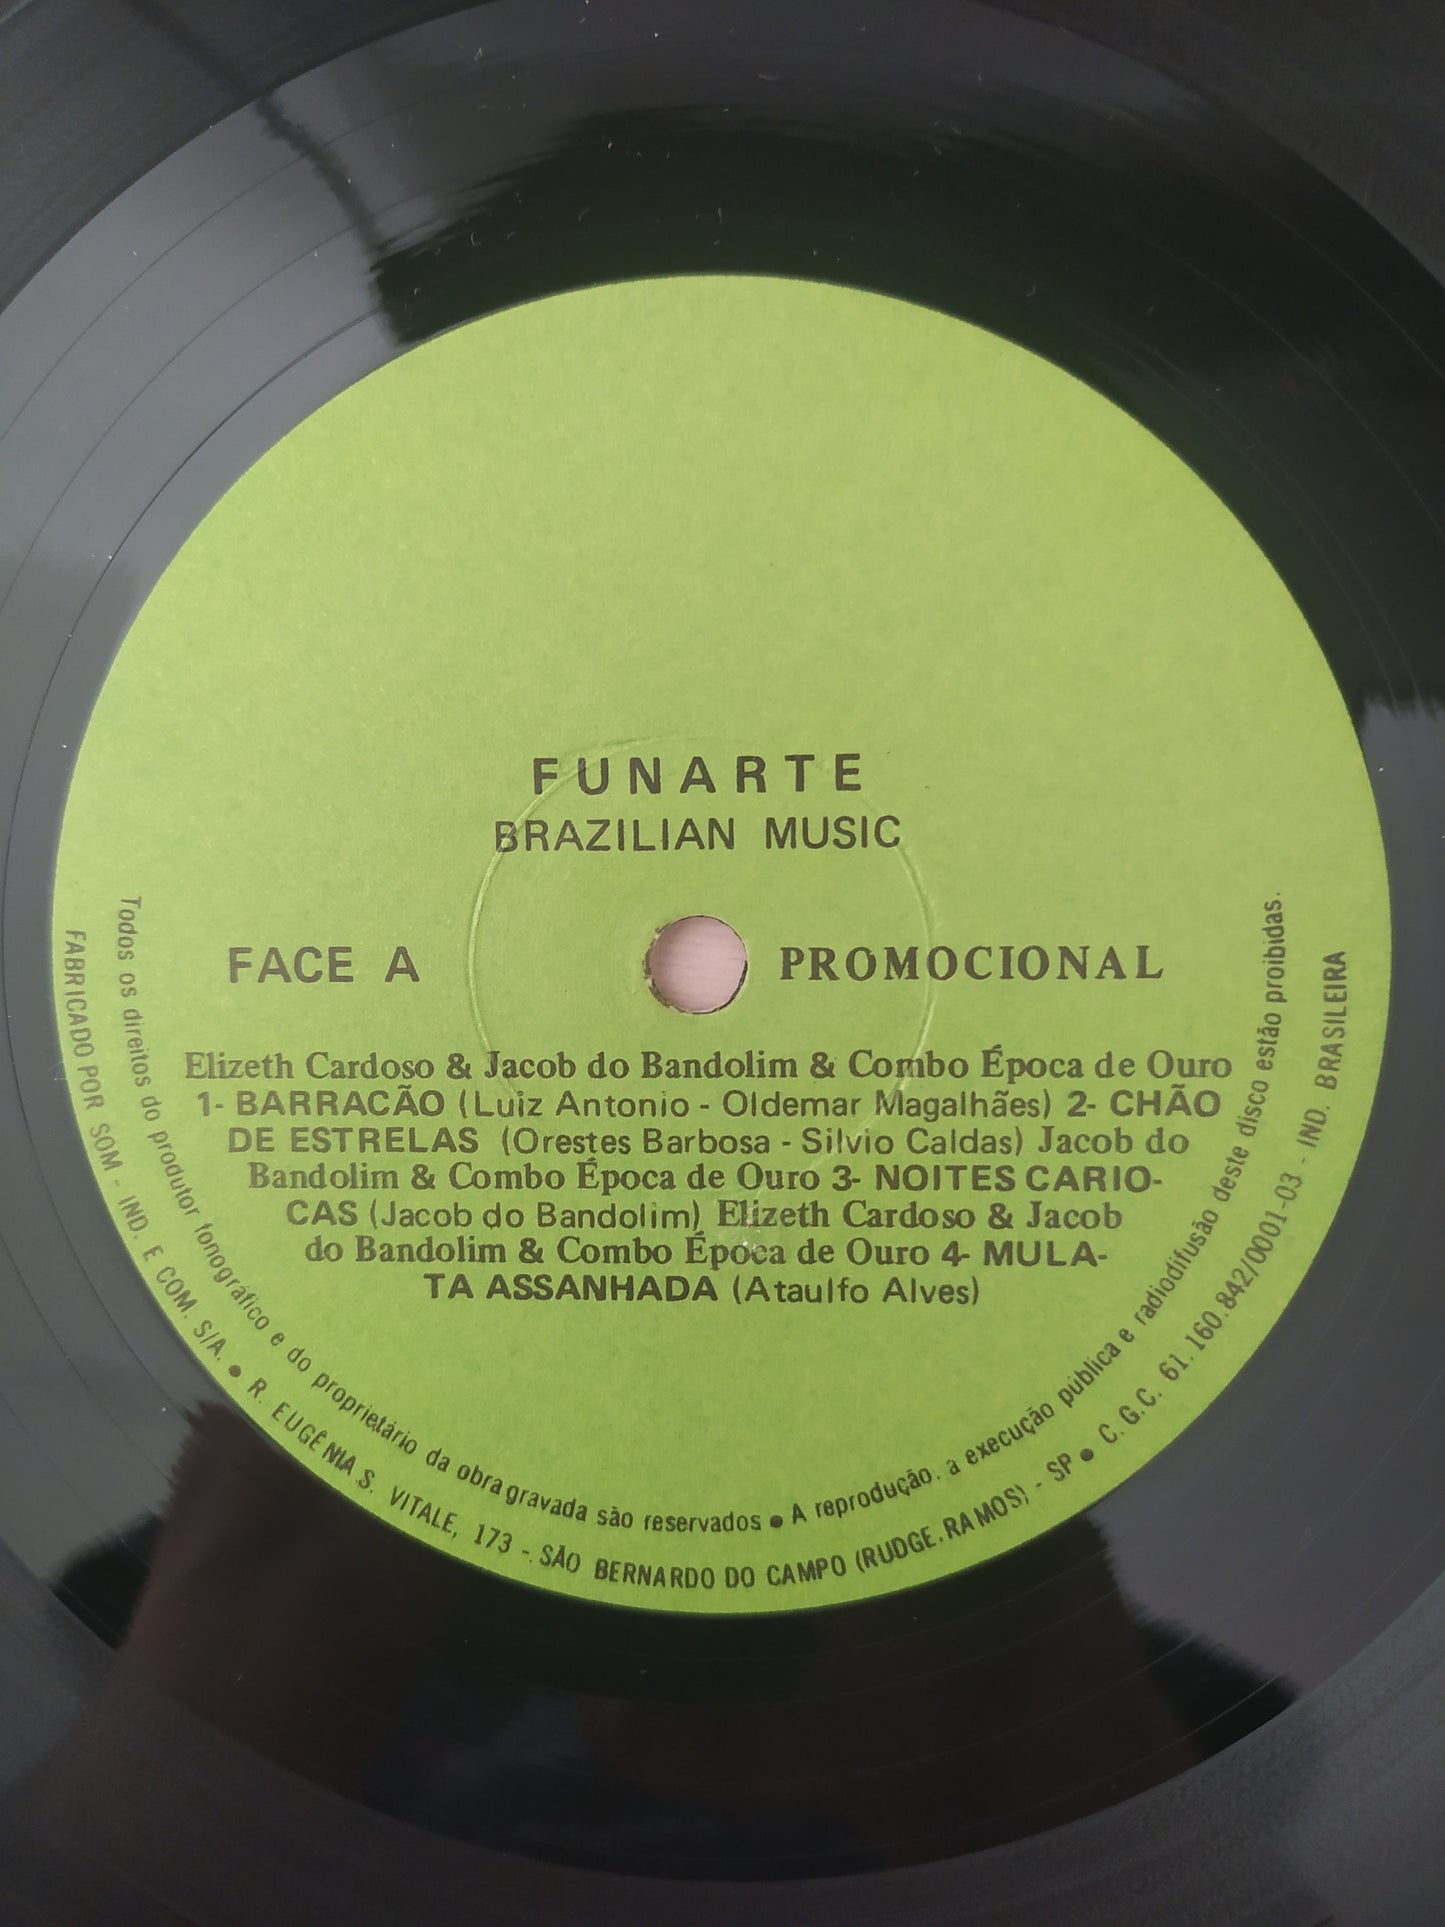 FUNARTE
BRAZILIAN MUSIC
FACE A PROMOCIONAL
Elizeth Cardoso & Jacob do Bandolim & Combo Época de Ouro
1- BARRACÃO (Luiz Antonio - Oldemar Magalhães) 2- CHÃO
DE ESTRELAS (Orestes Barbosa - Silvio Caldas) Jacob do
Bandolim & Combo Época de Ouro 3- NOITES CARIO-
CAS (Jacob do Bandolim) Elizeth Cardoso & Jacob
do Bandolim & Combo Época de Ouro 4- MULA-
TA ASSANHADA (Ataulfo Alves)
Todos os direitos do produtor fonográfico e do proprietário da obra gravada são reservados ● A reprodução. a execução pública e radiodifusão deste disco estão proibidas.
FABRICADO POR SOM - IND. E COM. S/A. ● R. EUGÊNIA S. VITALE, 173 - SÃO BERNARDO DO CAMPO (RUDGE.RAMOS) - SP ● C.G.C. 61.160.842/0001-03 - IND. BRASILEIRA